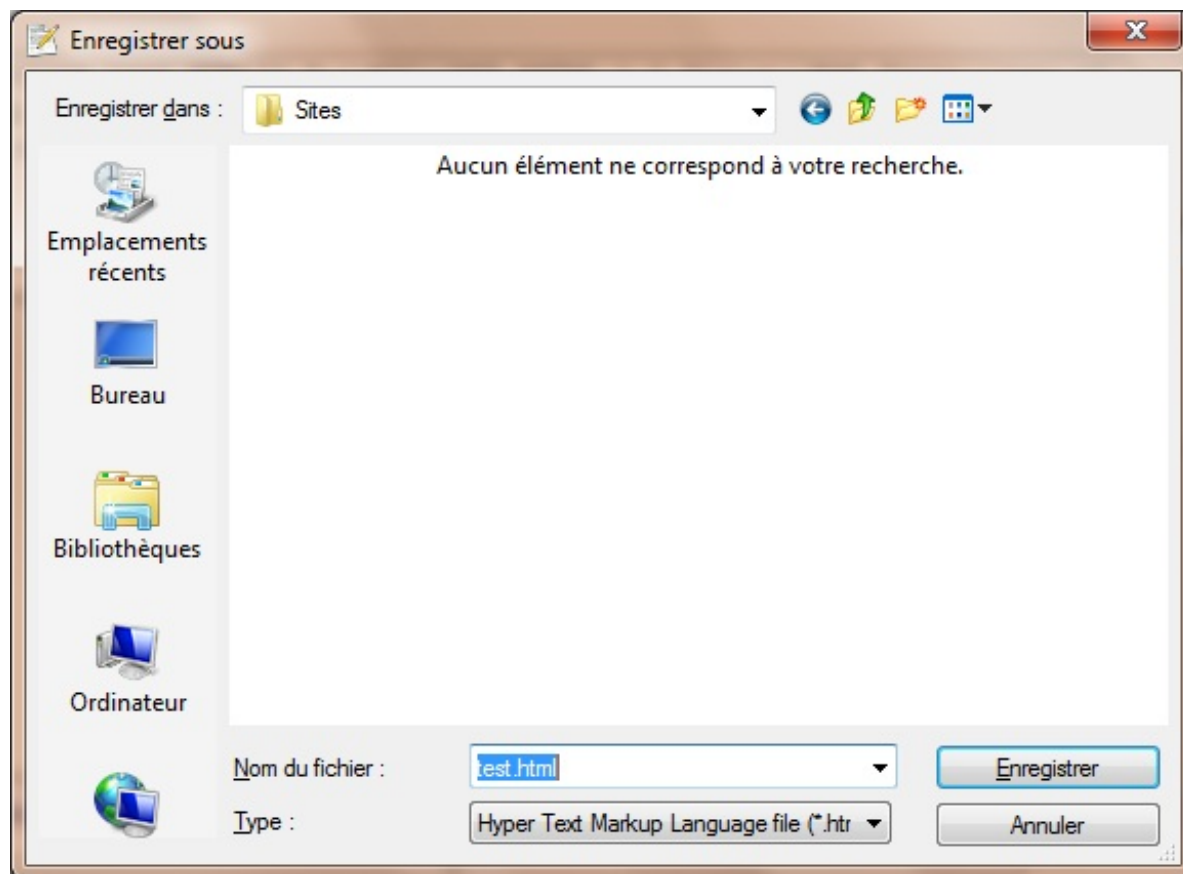 Enregistrer sous
Enregistrer dans :
Sites
Aucun élément ne correspond à votre recherche.
Emplacements
récents
Bureau
Bibliothèques
Ordinateur
Nom du fichier :
test.html
Enregistrer
Type :
Hyper Text Markup Language file (*.htr
Annuler